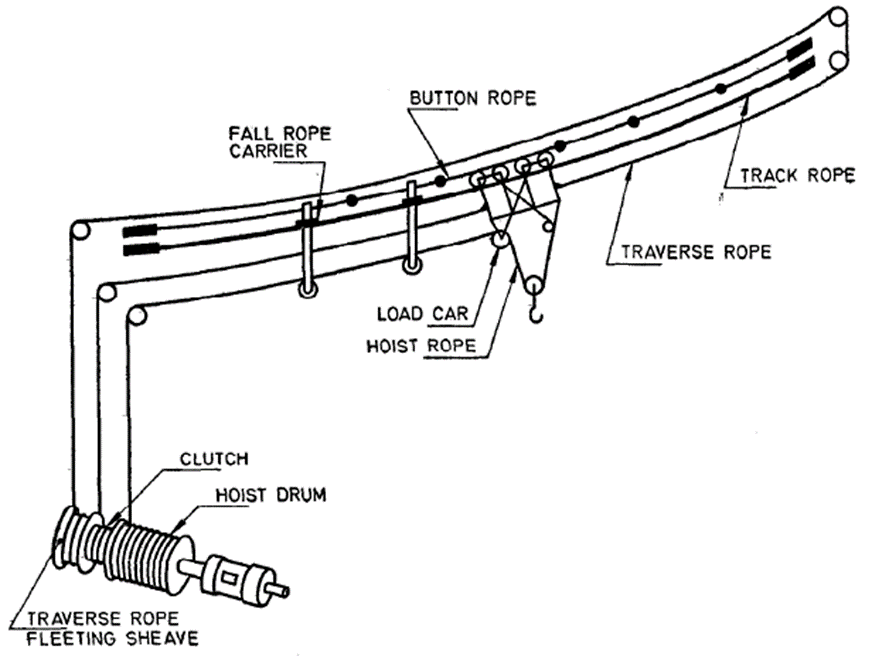 BUTTON ROPE
FALL ROPE
CARRIER
TRACK ROPE
TRAVERSE ROPE
LOAD CAR
HOIST ROPE
CLUTCH
HOIST DRUM
TRAVERSE ROPE
FLEETING SHEAVE